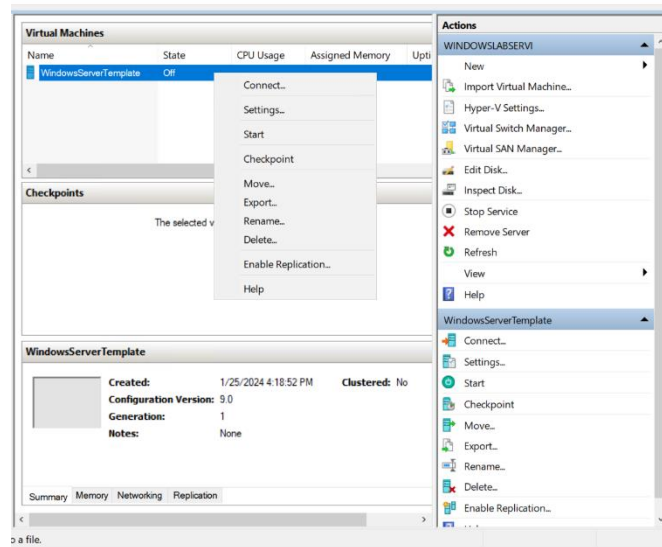 Virtual Machines
Name State CPU Usage Assigned Memory Upti
WindowsServerTemplate Off
Connect...
Settings...
Start
Checkpoint
Move...
Export...
Rename...
Delete...
Enable Replication...
Help
Checkpoints
The selected v
WindowsServerTemplate
Created: 1/25/2024 4:18:52 PM Clustered: No
Configuration Version: 9.0
Generation: 1
Notes: None
Summary Memory Networking Replication
o a file.
Actions
WINDOWSLABSERVI
New
Import Virtual Machine...
Hyper-V Settings...
Virtual Switch Manager...
Virtual SAN Manager...
Edit Disk...
Inspect Disk...
Stop Service
Remove Server
Refresh
View
Help
WindowsServerTemplate
Connect...
Settings...
Start
Checkpoint
Move...
Export...
Rename...
Delete...
Enable Replication...